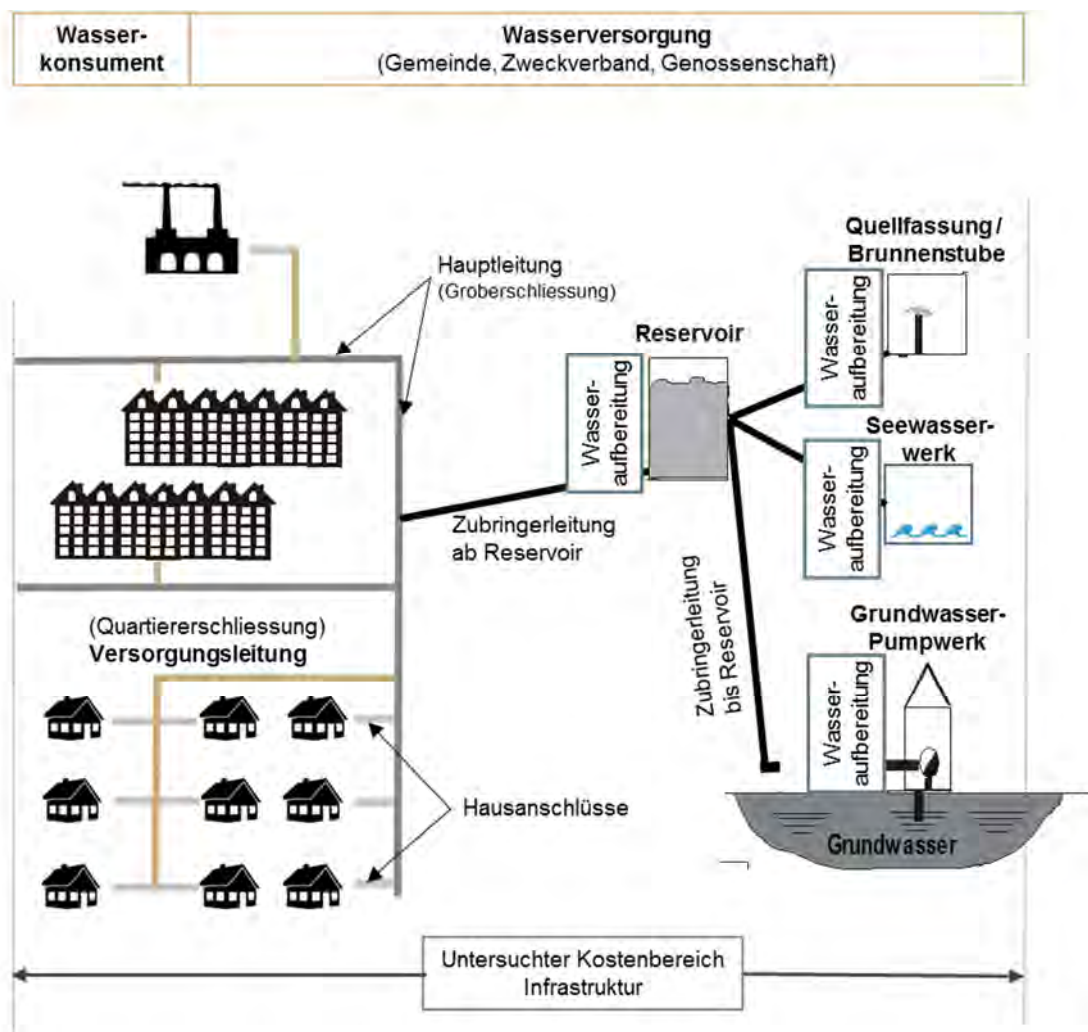 Wasser-
konsument
Wasserversorgung
(Gemeinde, Zweckverband, Genossenschaft)
Hauptleitung
(Groberschliessung)
Quellfassung /
Brunnenstube
Wasser-
aufbereitung
Reservoir
Wasser-
aufbereitung
Seewasser-
werk
Wasser-
aufbereitung
Zubringerleitung
ab Reservoir
Zubringerleitung
bis Reservoir
(Quartiererschliessung)
Versorgungsleitung
Grundwasser-
Pumpwerk
Wasser-
aufbereitung
Hausanschlüsse
Grundwasser
Untersuchter Kostenbereich
Infrastruktur